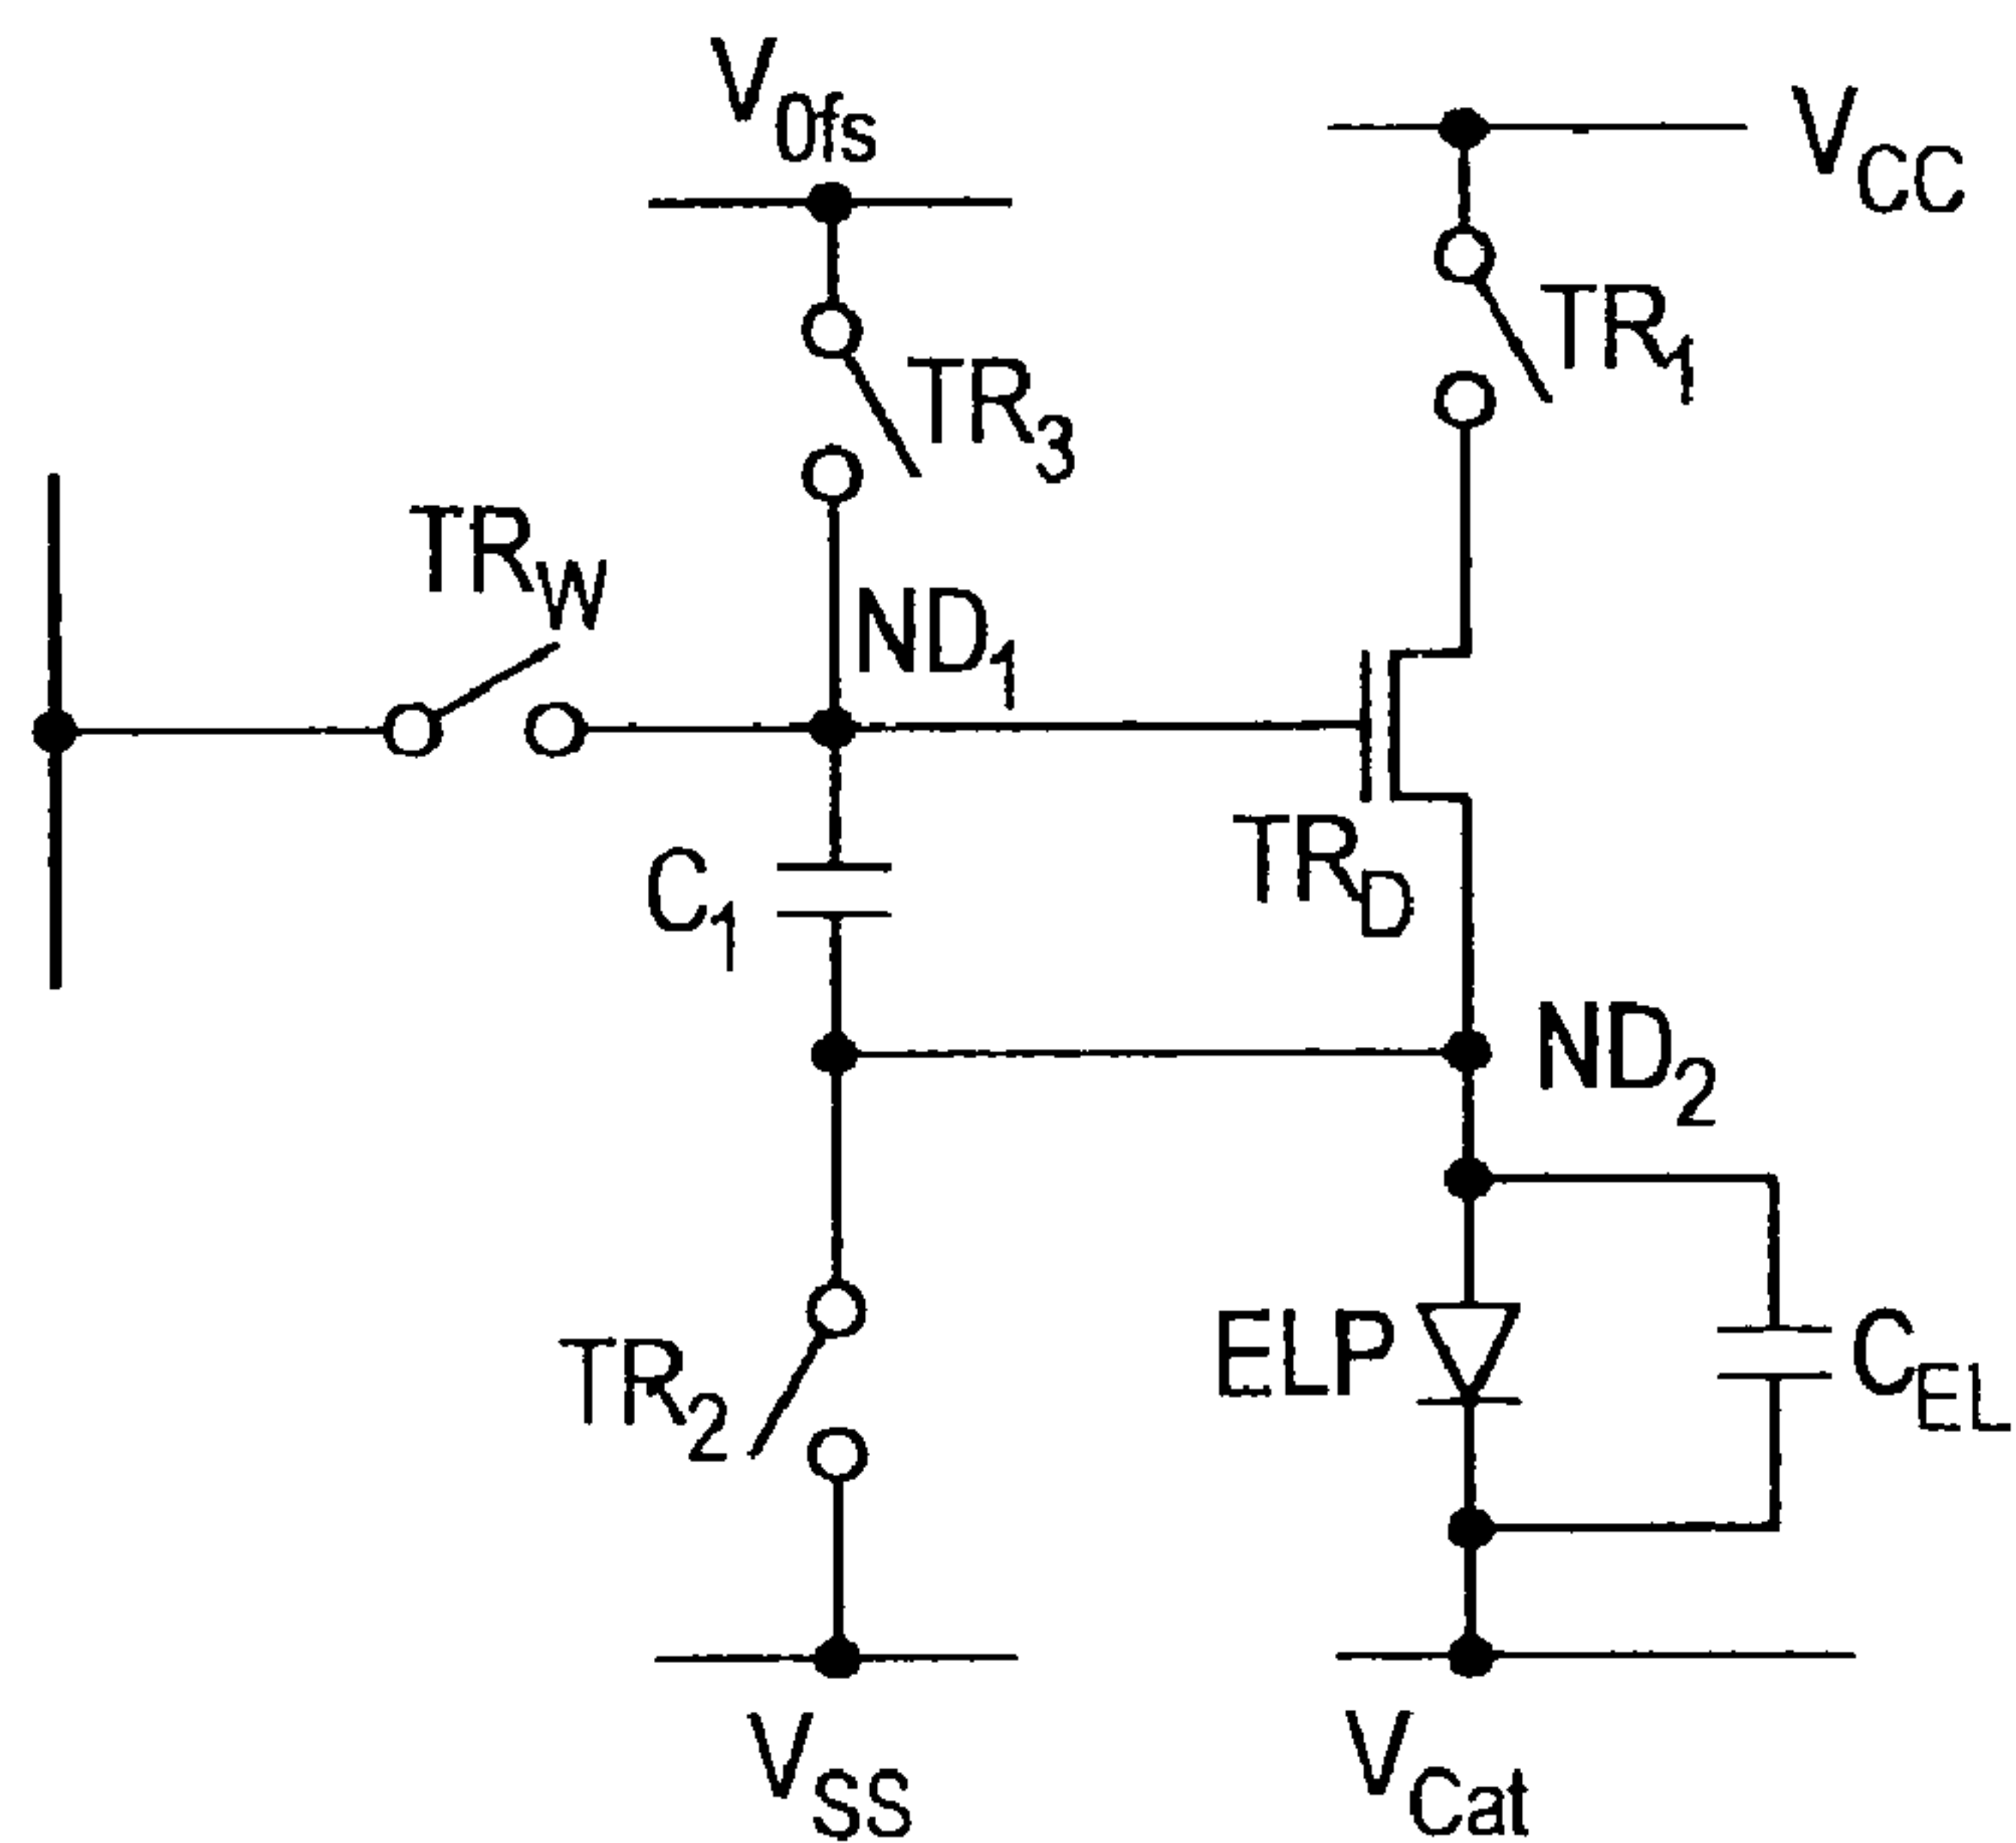 V0fs
VCC
TR1
TR3
TRW
ND1
C1
TRD
ND2
ELP
CEL
TR2
VSS
VCat